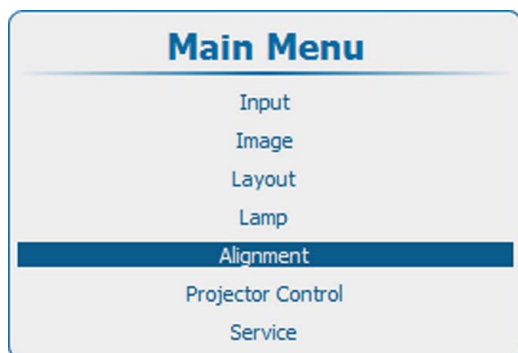 Main Menu
Input
Image
Layout
Lamp
Alignment
Projector Control
Service